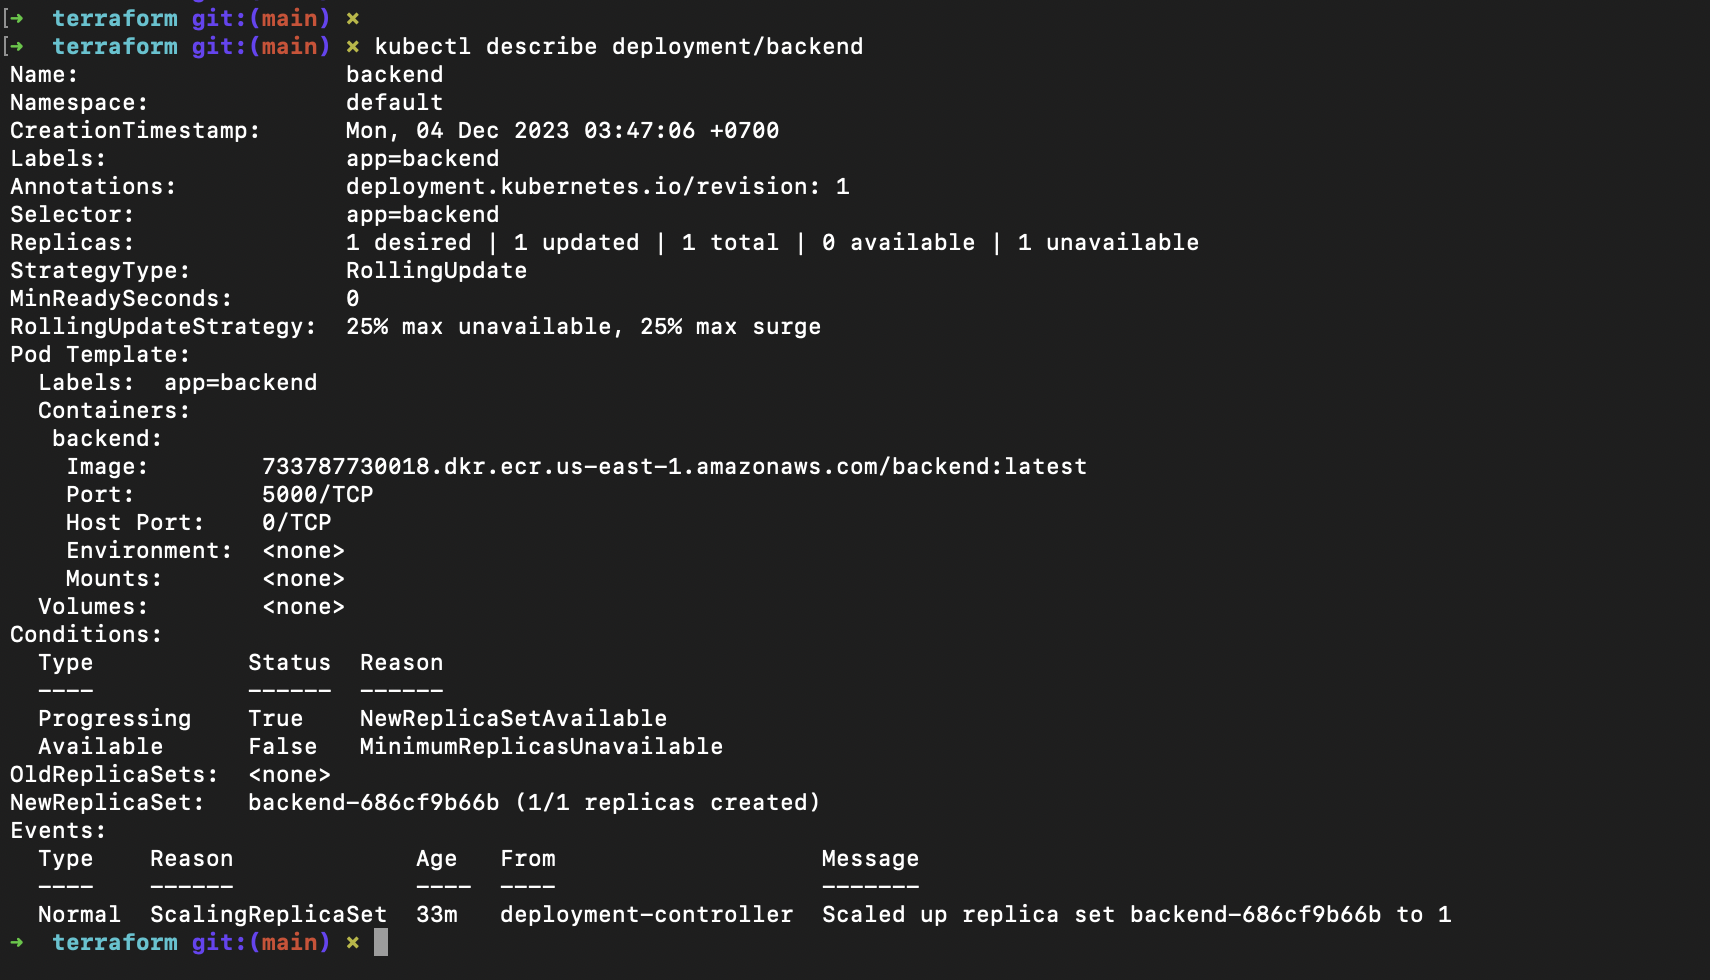 [➜  terraform git:(main) ×
[➜  terraform git:(main) × kubectl describe deployment/backend
Name:                   backend
Namespace:              default
CreationTimestamp:      Mon, 04 Dec 2023 03:47:06 +0700
Labels:                 app=backend
Annotations:            deployment.kubernetes.io/revision: 1
Selector:               app=backend
Replicas:               1 desired | 1 updated | 1 total | 0 available | 1 unavailable
StrategyType:           RollingUpdate
MinReadySeconds:        0
RollingUpdateStrategy:  25% max unavailable, 25% max surge
Pod Template:
  Labels:  app=backend
  Containers:
   backend:
    Image:        733787730018.dkr.ecr.us-east-1.amazonaws.com/backend:latest
    Port:         5000/TCP
    Host Port:    0/TCP
    Environment:  <none>
    Mounts:       <none>
  Volumes:        <none>
Conditions:
  Type           Status  Reason
  ----           ------  ------
  Progressing    True    NewReplicaSetAvailable
  Available      False   MinimumReplicasUnavailable
OldReplicaSets:  <none>
NewReplicaSet:   backend-686cf9b66b (1/1 replicas created)
Events:
  Type    Reason             Age   From                   Message
  ----    ------             ----  ----                   -------
  Normal  ScalingReplicaSet  33m   deployment-controller  Scaled up replica set backend-686cf9b66b to 1
➜  terraform git:(main) ×